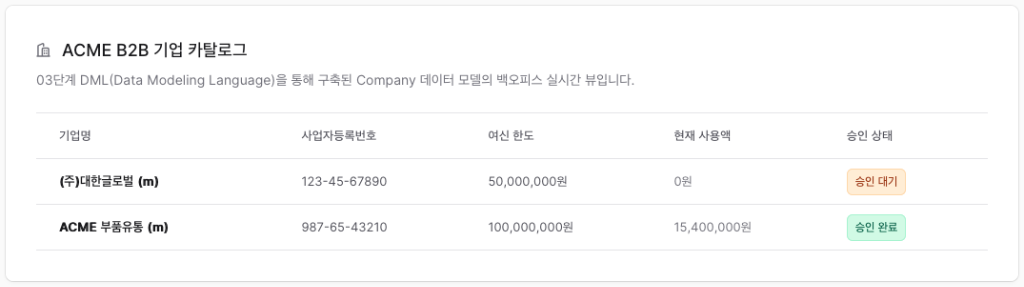 ACME B2B 기업 카탈로그
03단계 DML(Data Modeling Language)을 통해 구축된 Company 데이터 모델의 백오피스 실시간 뷰입니다.
기업명 사업자등록번호 여신 한도 현재 사용액 승인 상태
(주)대한글로벌 (m) 123-45-67890 50,000,000원 0원 승인 대기
ACME 부품유통 (m) 987-65-43210 100,000,000원 15,400,000원 승인 완료